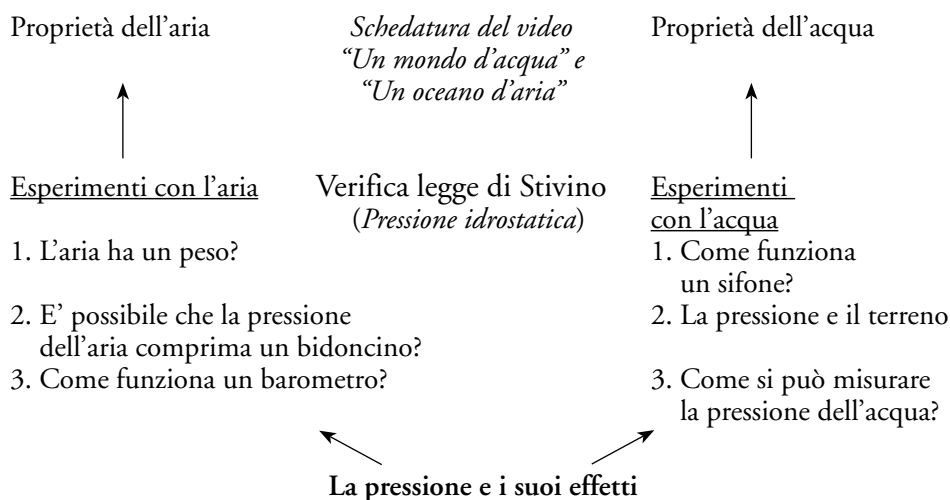 Proprietà dell'aria
Schedatura del video
“Un mondo d'acqua” e
“Un oceano d'aria”
Proprietà dell'acqua
Esperimenti con l'aria
1. L'aria ha un peso?
2. E' possibile che la pressione
dell'aria comprima un bidoncino?
3. Come funziona un barometro?
Verifica legge di Stivino
(Pressione idrostatica)
Esperimenti
con l'acqua
1. Come funziona
un sifone?
2. La pressione e il terreno
3. Come si può misurare
la pressione dell'acqua?
La pressione e i suoi effetti